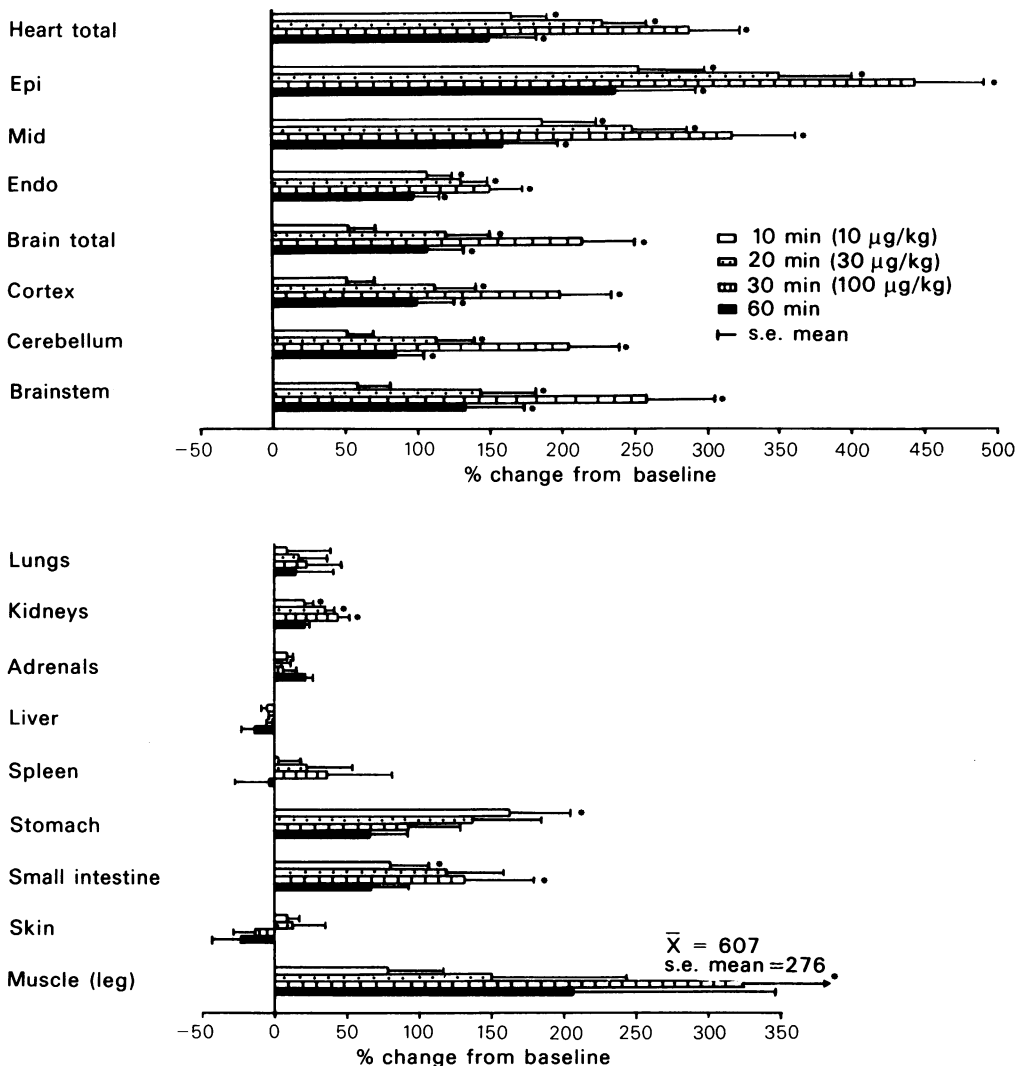 Heart total
Epi
Mid
Endo
Brain total
Cortex
Cerebellum
Brainstem
10 min (10 μg/kg)
20 min (30 μg/kg)
30 min (100 μg/kg)
60 min
s.e. mean
−50 0 50 100 150 200 250 300 350 400 450 500
% change from baseline
Lungs
Kidneys
Adrenals
Liver
Spleen
Stomach
Small intestine
Skin
Muscle (leg)
X̅ = 607
s.e. mean =276
−50 0 50 100 150 200 250 300 350
% change from baseline